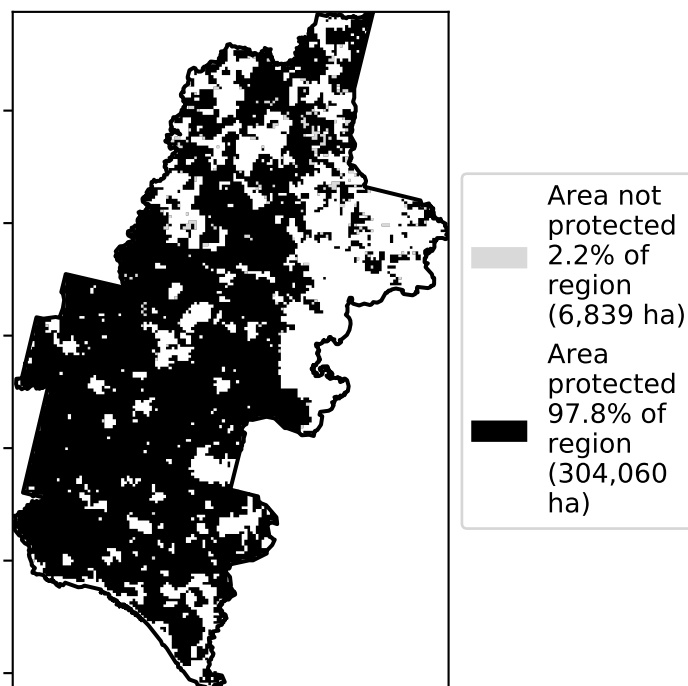 Area not
protected
2.2% of
region
(6,839 ha)
Area
protected
97.8% of
region
(304,060
ha)